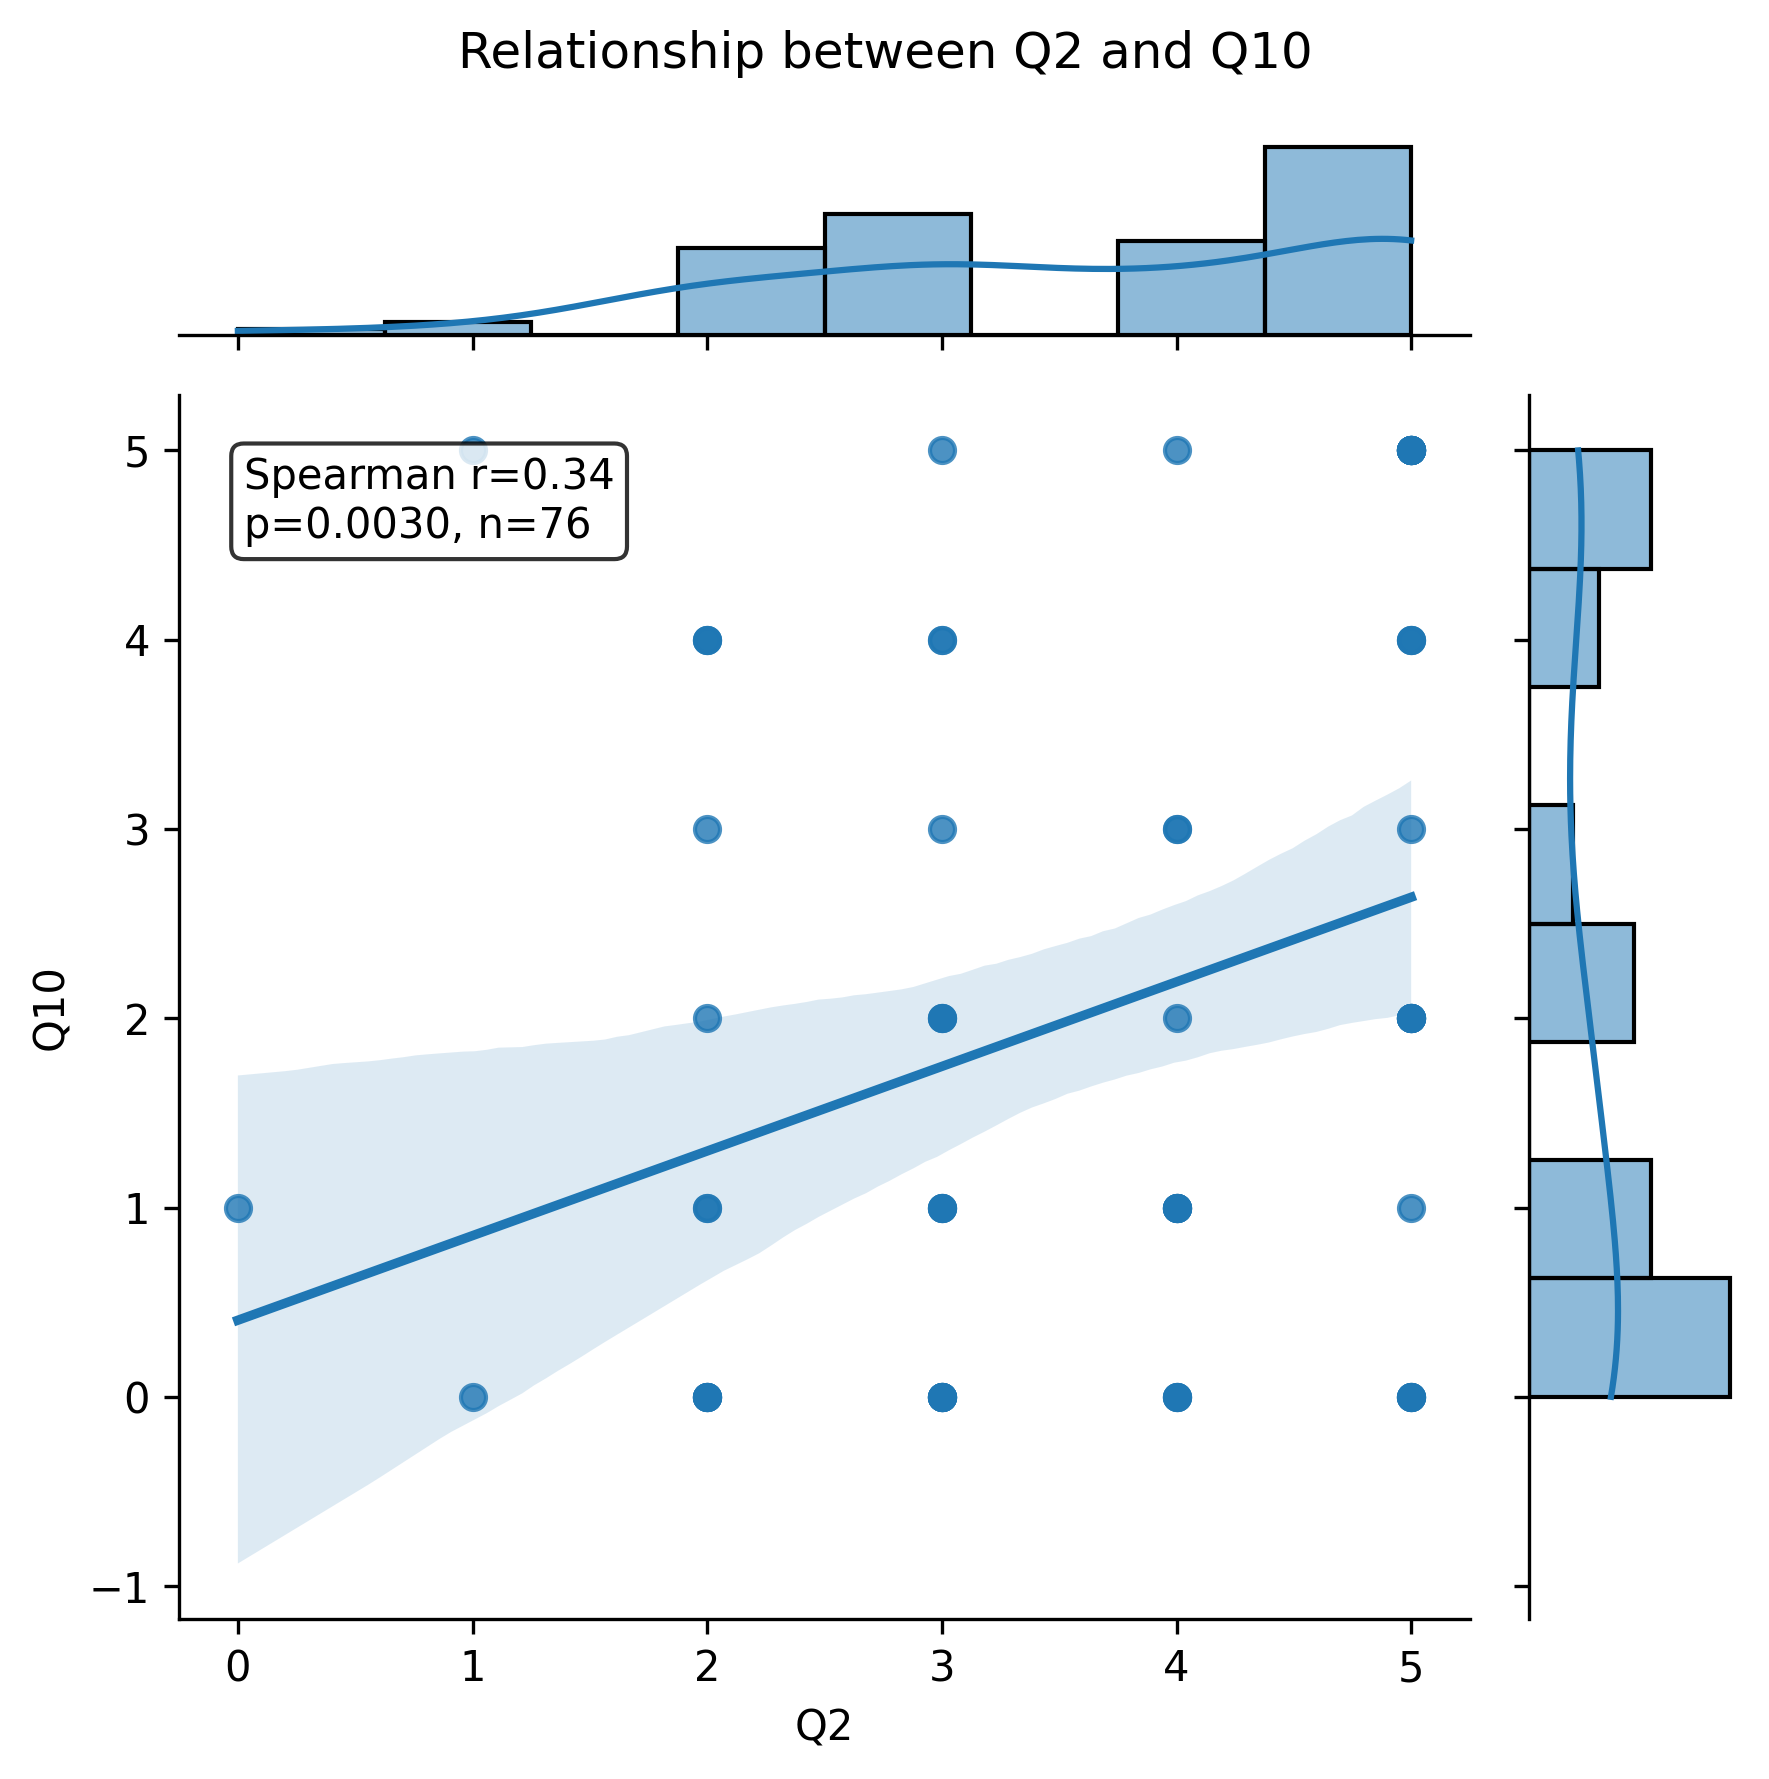 Relationship between Q2 and Q10
Spearman r=0.34
p=0.0030, n=76
5
4
3
2
1
0
−1
Q10
0 1 2 3 4 5
Q2